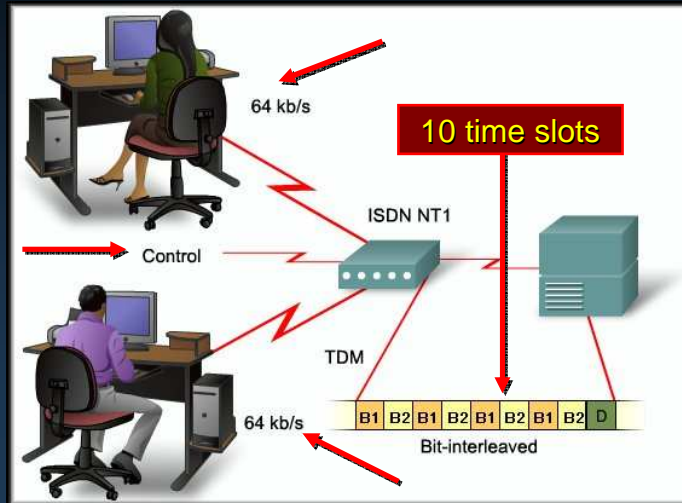 64 kb/s
10 time slots
ISDN NT1
Control
TDM
64 kb/s
B1 B2 B1 B2 B1 B2 B1 B2 D
Bit-interleaved